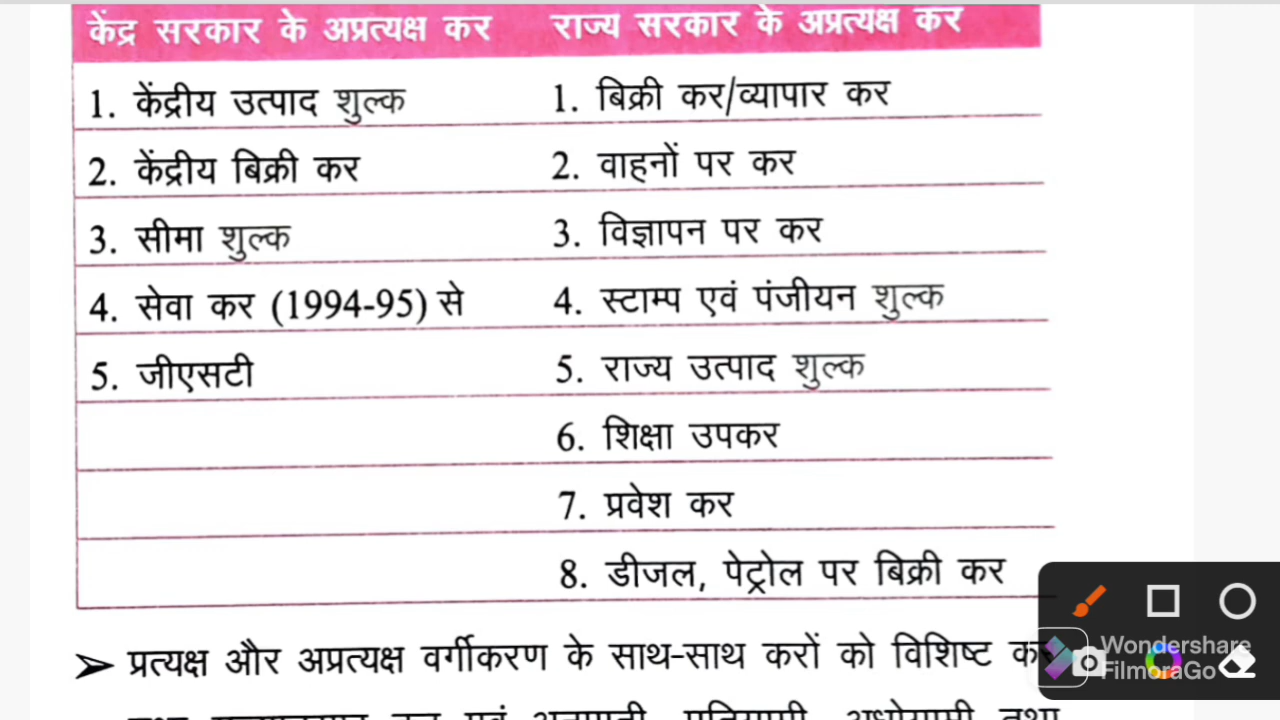 केंद्र सरकार के अप्रत्यक्ष कर राज्य सरकार के अप्रत्यक्ष कर
1. केंद्रीय उत्पाद शुल्क 1. बिक्री कर/व्यापार कर
2. केंद्रीय बिक्री कर 2. वाहनों पर कर
3. सीमा शुल्क 3. विज्ञापन पर कर
4. सेवा कर (1994-95) से 4. स्टाम्प एवं पंजीयन शुल्क
5. जीएसटी 5. राज्य उत्पाद शुल्क
6. शिक्षा उपकर
7. प्रवेश कर
8. डीजल, पेट्रोल पर बिक्री कर
➢ प्रत्यक्ष और अप्रत्यक्ष वर्गीकरण के साथ-साथ करों को विशिष्ट
Wondershare
FilmoraGo